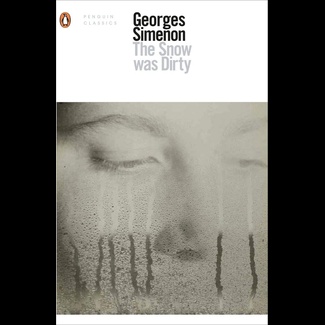 PENGUIN
CLASSICS
Georges
Simenon
The Snow
was Dirty